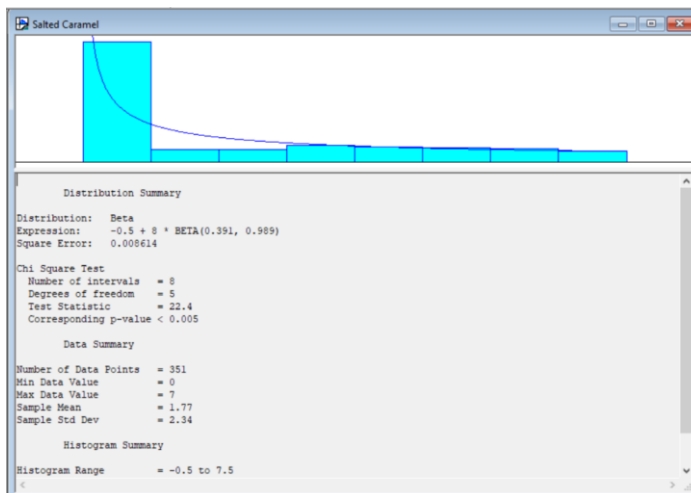 Salted Caramel
Distribution Summary
Distribution: Beta
Expression: -0.5 + 8 * BETA(0.391, 0.989)
Square Error: 0.008614
Chi Square Test
Number of intervals = 8
Degrees of freedom = 5
Test Statistic = 22.4
Corresponding p-value < 0.005
Data Summary
Number of Data Points = 351
Min Data Value = 0
Max Data Value = 7
Sample Mean = 1.77
Sample Std Dev = 2.34
Histogram Summary
Histogram Range = -0.5 to 7.5